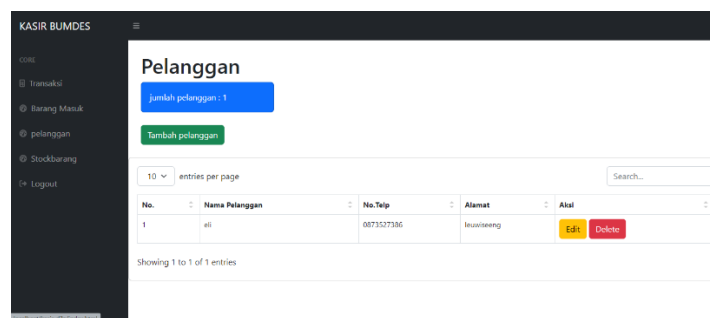 KASIR BUMDES
CORE
Transaksi
Barang Masuk
pelanggan
Stockbarang
Logout
Pelanggan
jumlah pelanggan : 1
Tambah pelanggan
10 entries per page
Search...
No. Nama Pelanggan No.Telp Alamat Aksi
1 eli 0873527386 leuwiseeng Edit Delete
Showing 1 to 1 of 1 entries